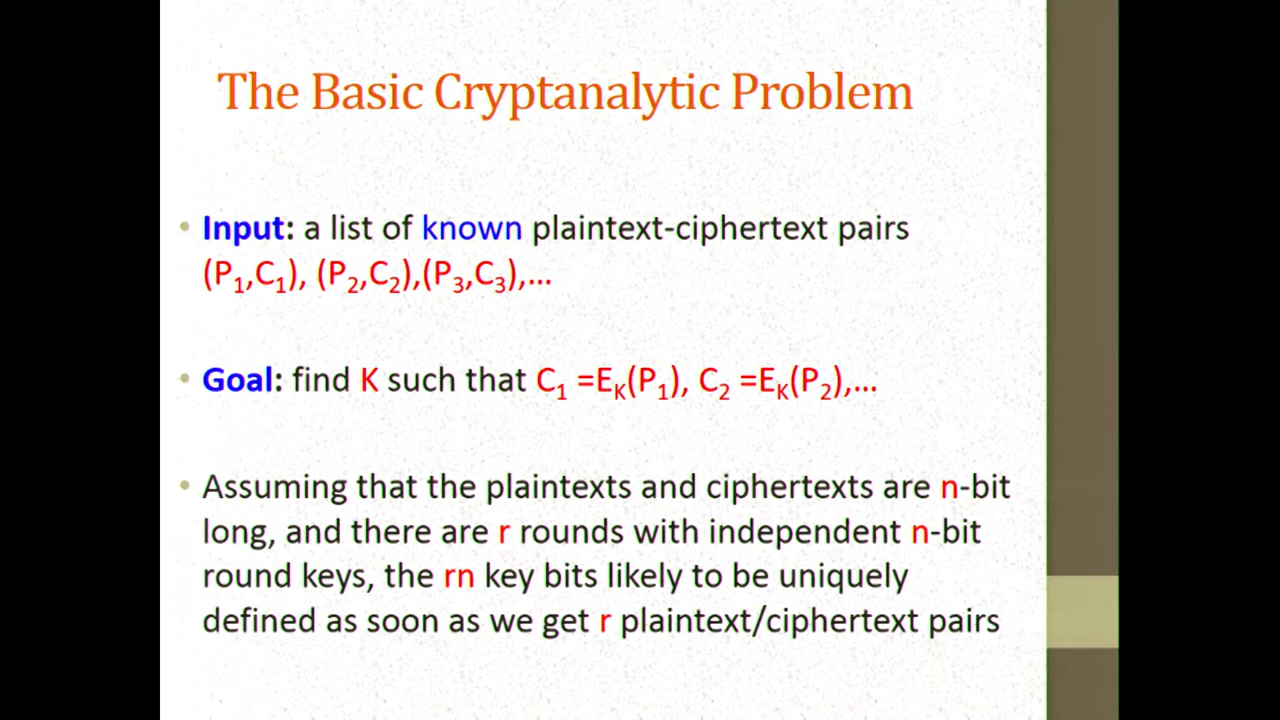 The Basic Cryptanalytic Problem
• Input: a list of known plaintext-ciphertext pairs
(P₁,C₁), (P₂,C₂),(P₃,C₃),...
• Goal: find K such that C₁ =E_K(P₁), C₂ =E_K(P₂),...
• Assuming that the plaintexts and ciphertexts are n-bit
long, and there are r rounds with independent n-bit
round keys, the rn key bits likely to be uniquely
defined as soon as we get r plaintext/ciphertext pairs